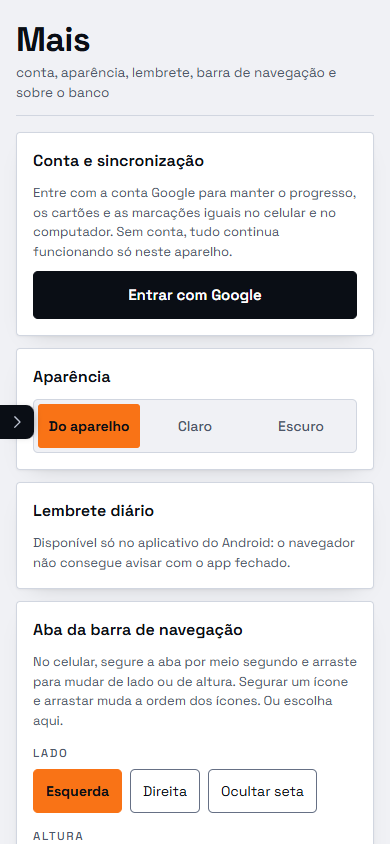 Mais
conta, aparência, lembrete, barra de navegação e
sobre o banco
Conta e sincronização
Entre com a conta Google para manter o progresso,
os cartões e as marcações iguais no celular e no
computador. Sem conta, tudo continua
funcionando só neste aparelho.
Entrar com Google
Aparência
Do aparelho Claro Escuro
Lembrete diário
Disponível só no aplicativo do Android: o navegador
não consegue avisar com o app fechado.
Aba da barra de navegação
No celular, segure a aba por meio segundo e arraste
para mudar de lado ou de altura. Segurar um ícone
e arrastar muda a ordem dos ícones. Ou escolha
aqui.
LADO
Esquerda Direita Ocultar seta
ALTURA